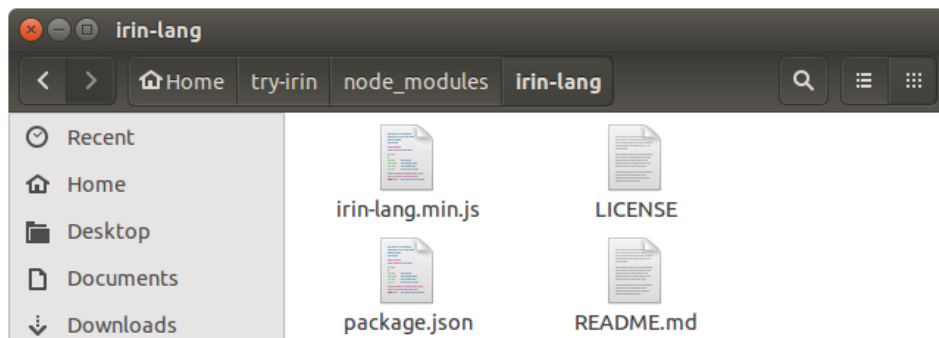 irin-lang
Home try-irin node_modules irin-lang
Recent
Home
Desktop
Documents
Downloads
irin-lang.min.js LICENSE
package.json README.md